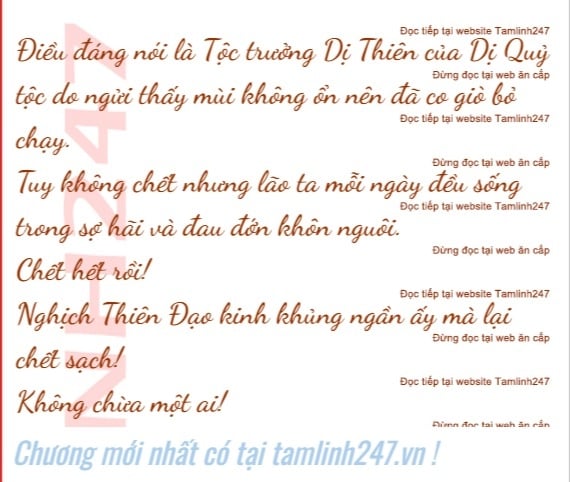 Đọc tiếp tại website Tamlinh247
Điều đáng nói là Tộc trưởng Dị Thiên của Dị Quỷ
Đừng đọc tại web ăn cắp
tộc do ngửi thấy mùi không ổn nên đã co giò bỏ
Đọc tiếp tại website Tamlinh247
chạy.
Đừng đọc tại web ăn cắp
Tuy không chết nhưng lão ta mỗi ngày đều sống
Đọc tiếp tại website Tamlinh247
trong sợ hãi và đau đớn khôn nguôi.
Đừng đọc tại web ăn cắp
Chết hết rồi!
Đọc tiếp tại website Tamlinh247
Nghịch Thiên Đạo kinh khủng ngần ấy mà lại
Đừng đọc tại web ăn cắp
chết sạch!
Đọc tiếp tại website Tamlinh247
Không chừa một ai!
Đừng đọc tại web ăn cắp
NH247
Chương mới nhất có tại tamlinh247.vn !